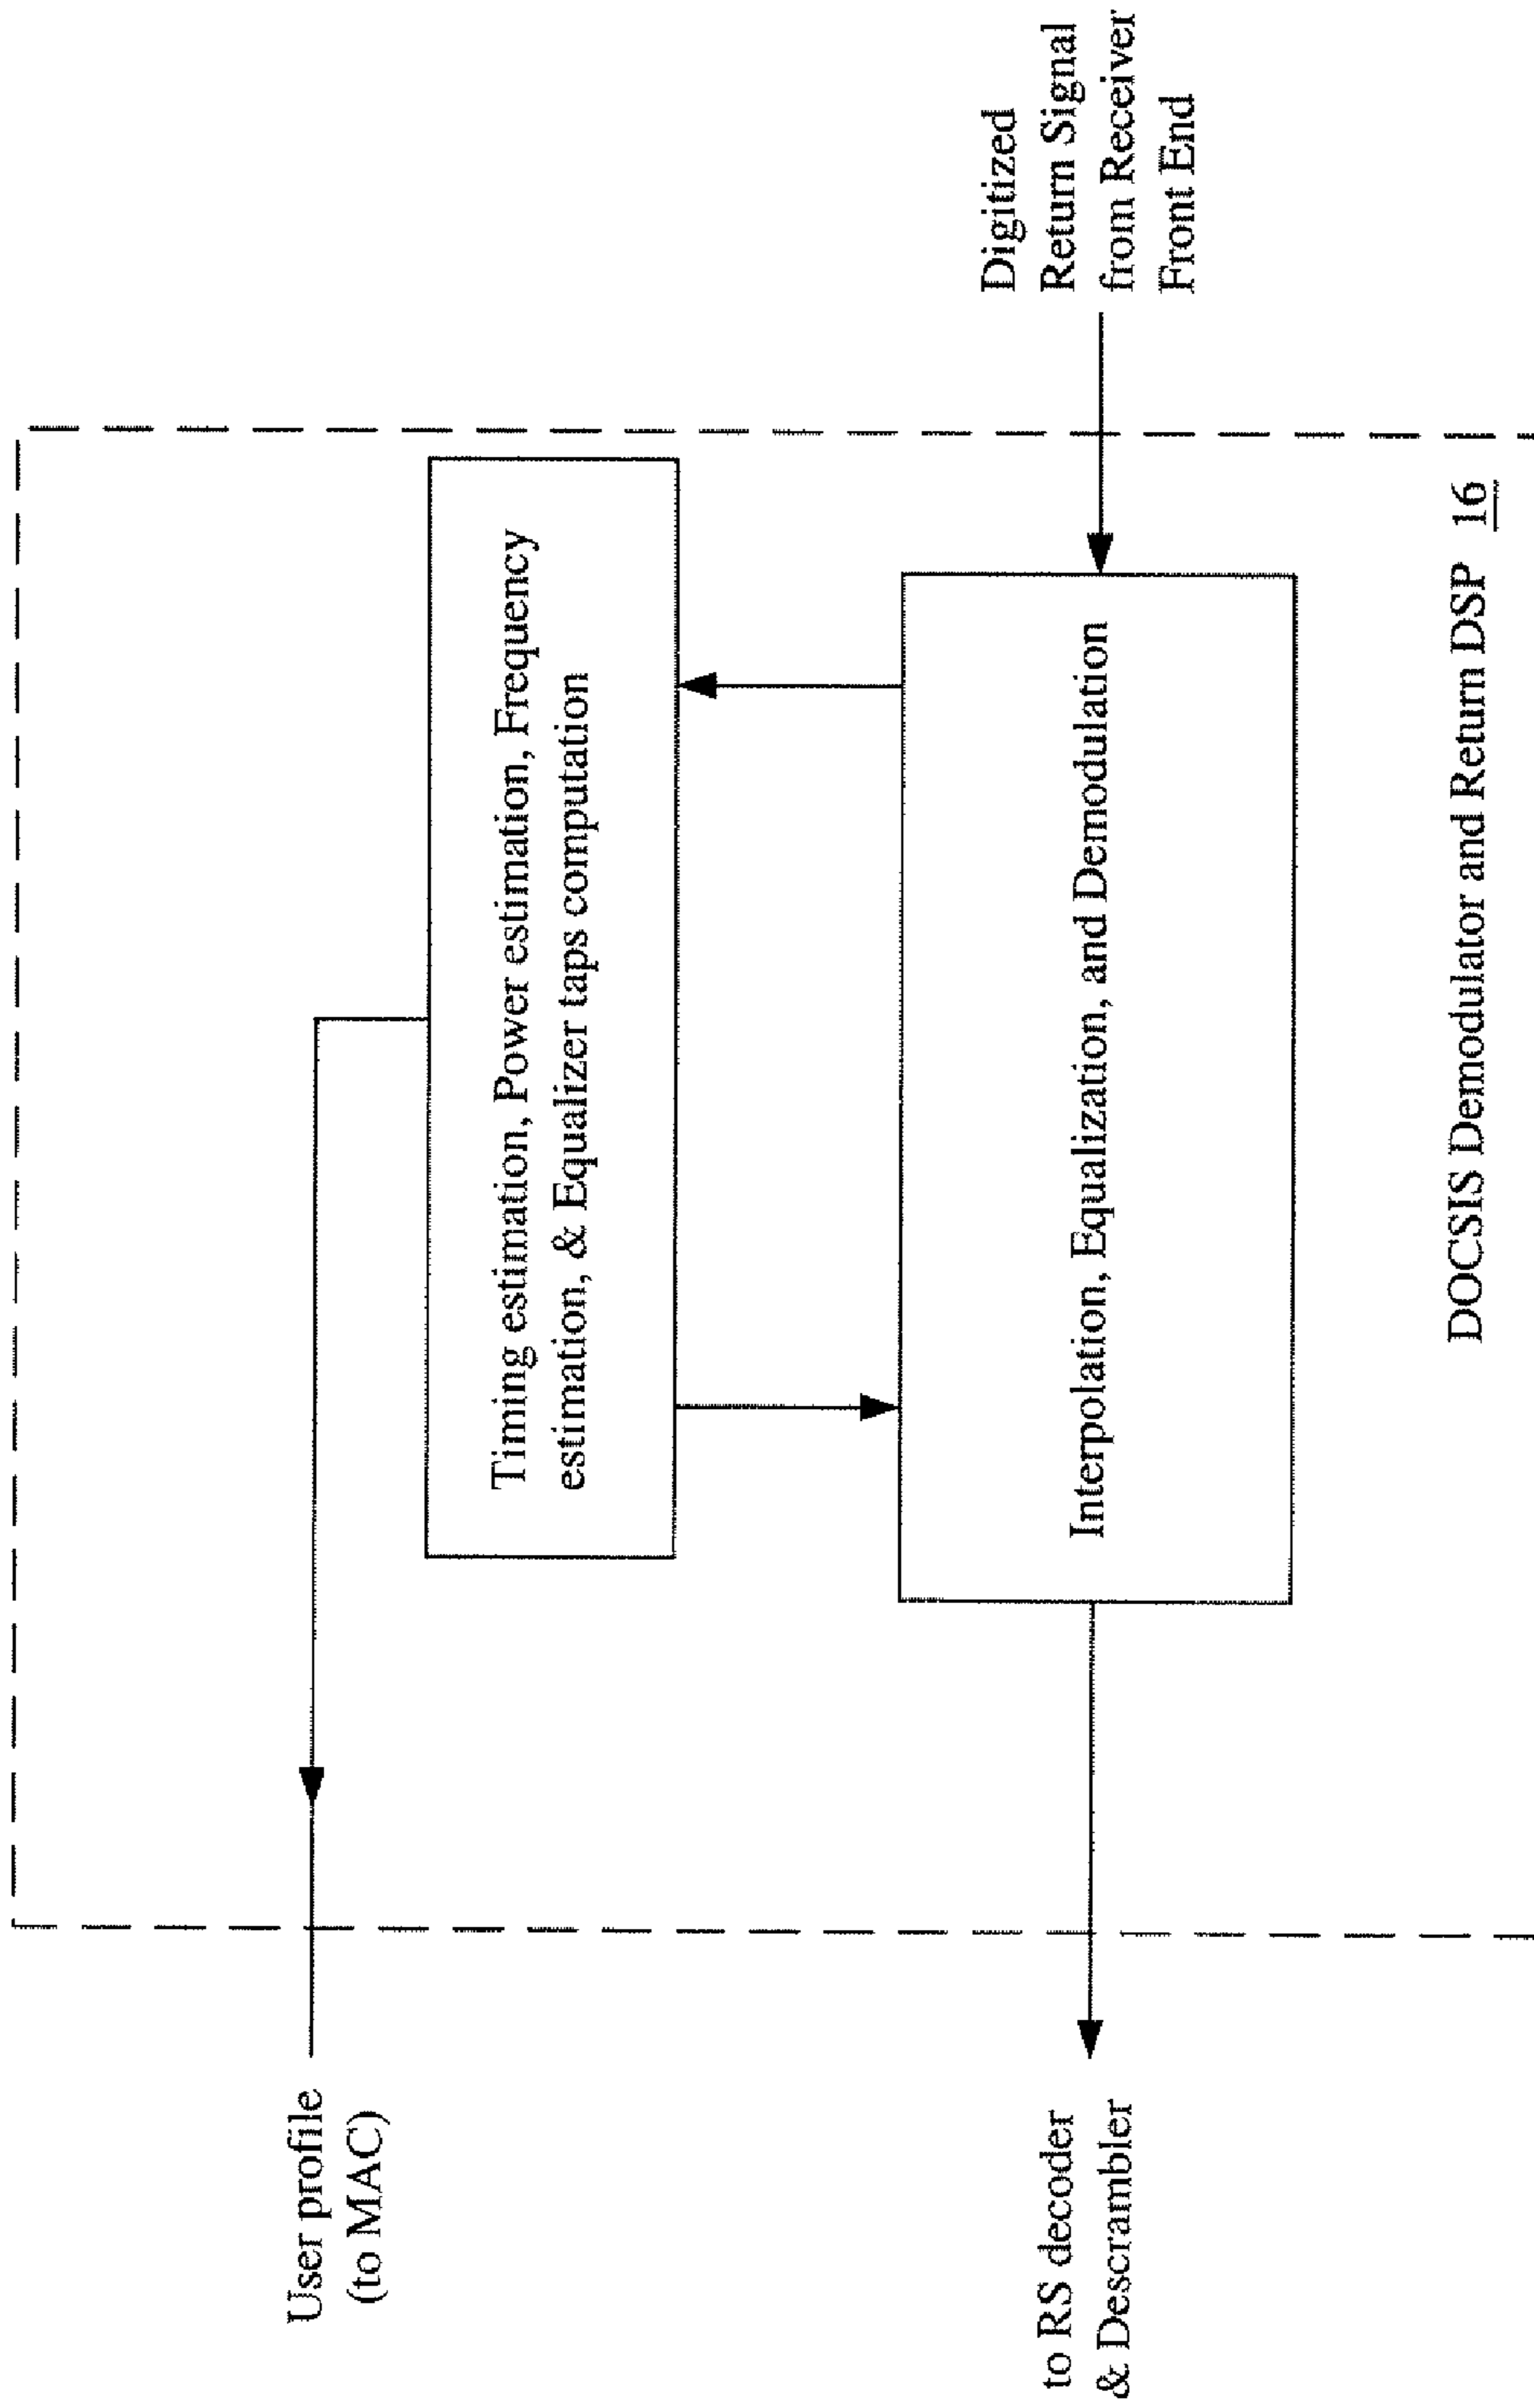 User profile
(to MAC)
Timing estimation, Power estimation, Frequency
estimation, & Equalizer taps computation
Digitized
Return Signal
from Receiver
Front End
Interpolation, Equalization, and Demodulation
to RS decoder
& Descrambler
DOCSIS Demodulator and Return DSP 16